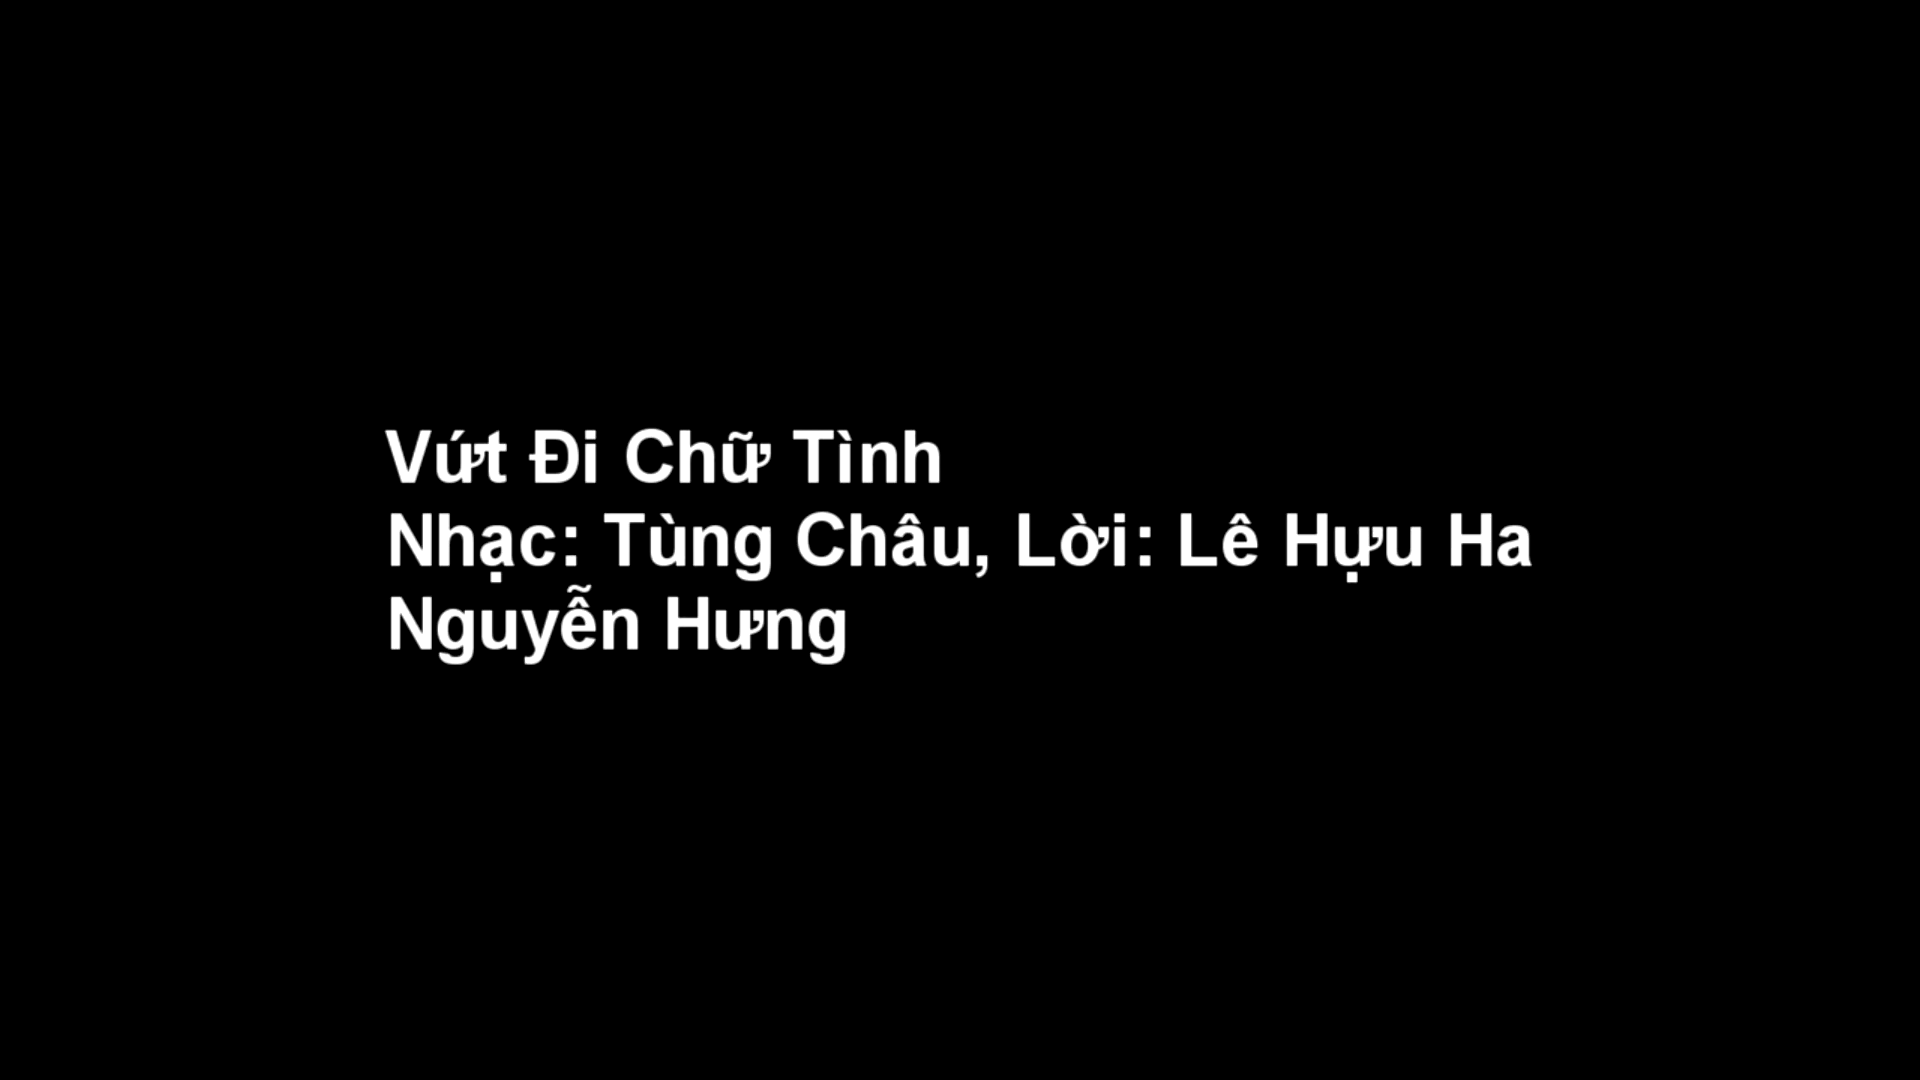 Vứt Đi Chữ Tình
Nhạc: Tùng Châu, Lời: Lê Hựu Ha
Nguyễn Hưng